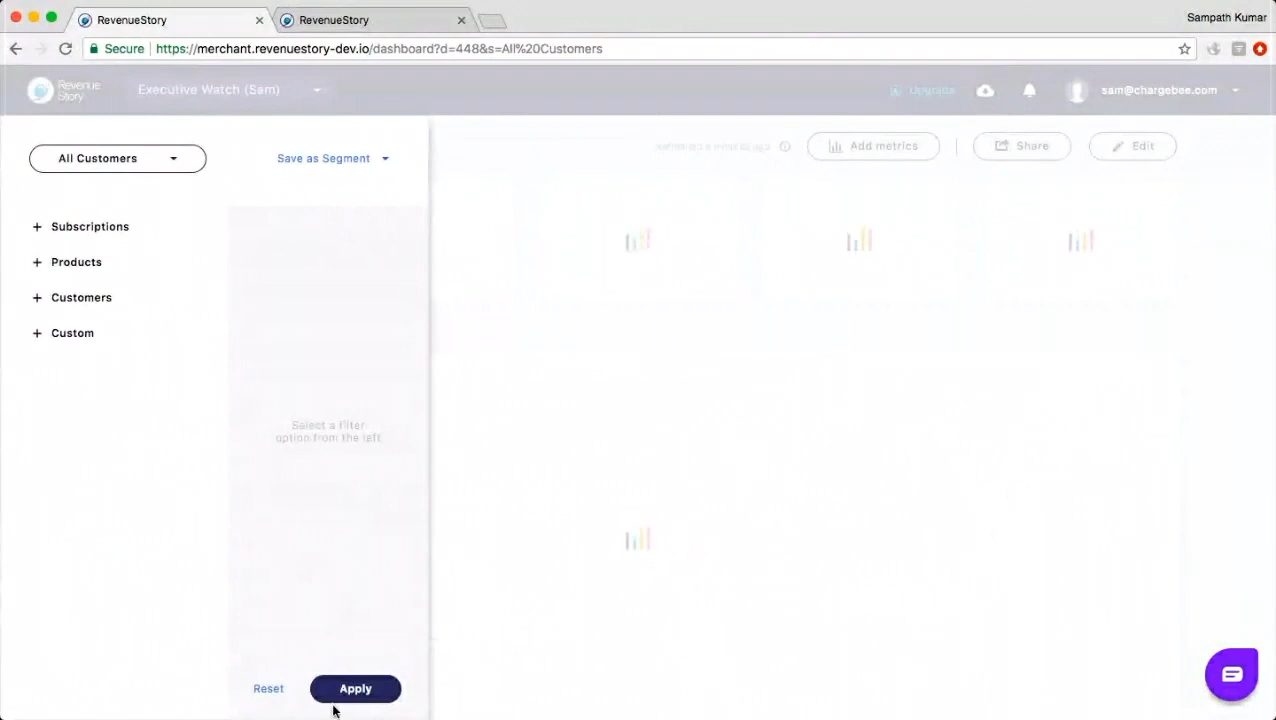 RevenueStory
RevenueStory
Sampath Kumar
Secure https://merchant.revenuestory-dev.io/dashboard?d=448&s=All%20Customers
Revenue
Story
Executive Watch (Sam)
Upgrade
sam@chargebee.com
All Customers
Save as Segment
Add metrics
Share
Edit
+ Subscriptions
+ Products
+ Customers
+ Custom
Select a filter
option from the left
Reset
Apply